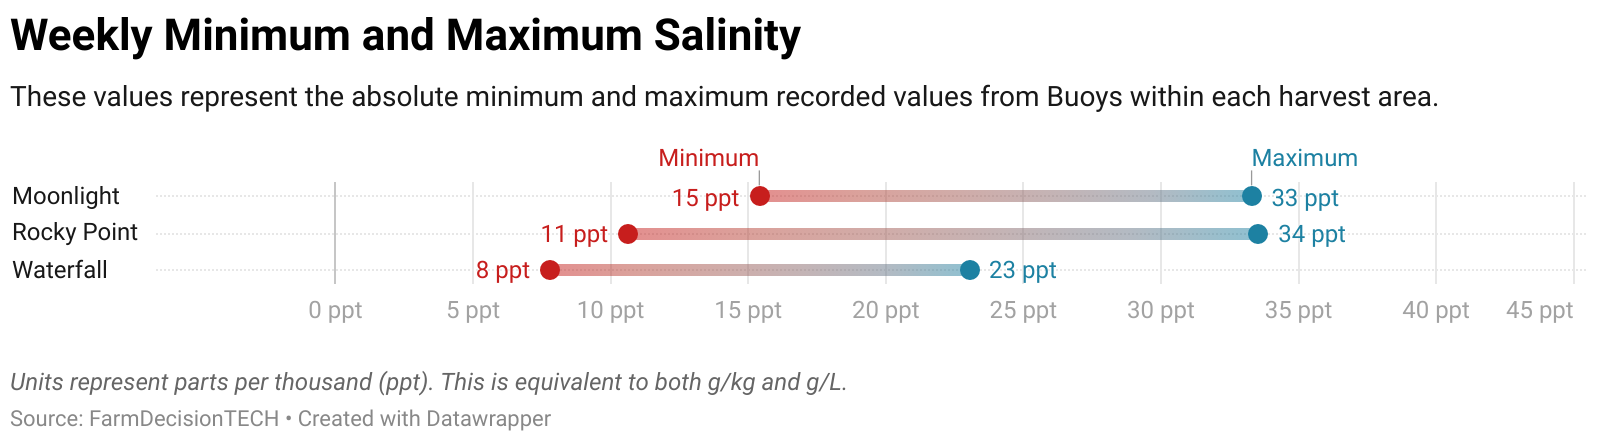 Weekly Minimum and Maximum Salinity
These values represent the absolute minimum and maximum recorded values from Buoys within each harvest area.
Minimum Maximum
Moonlight 15 ppt 33 ppt
Rocky Point 11 ppt 34 ppt
Waterfall 8 ppt 23 ppt
0 ppt 5 ppt 10 ppt 15 ppt 20 ppt 25 ppt 30 ppt 35 ppt 40 ppt 45 ppt
Units represent parts per thousand (ppt). This is equivalent to both g/kg and g/L.
Source: FarmDecisionTECH • Created with Datawrapper